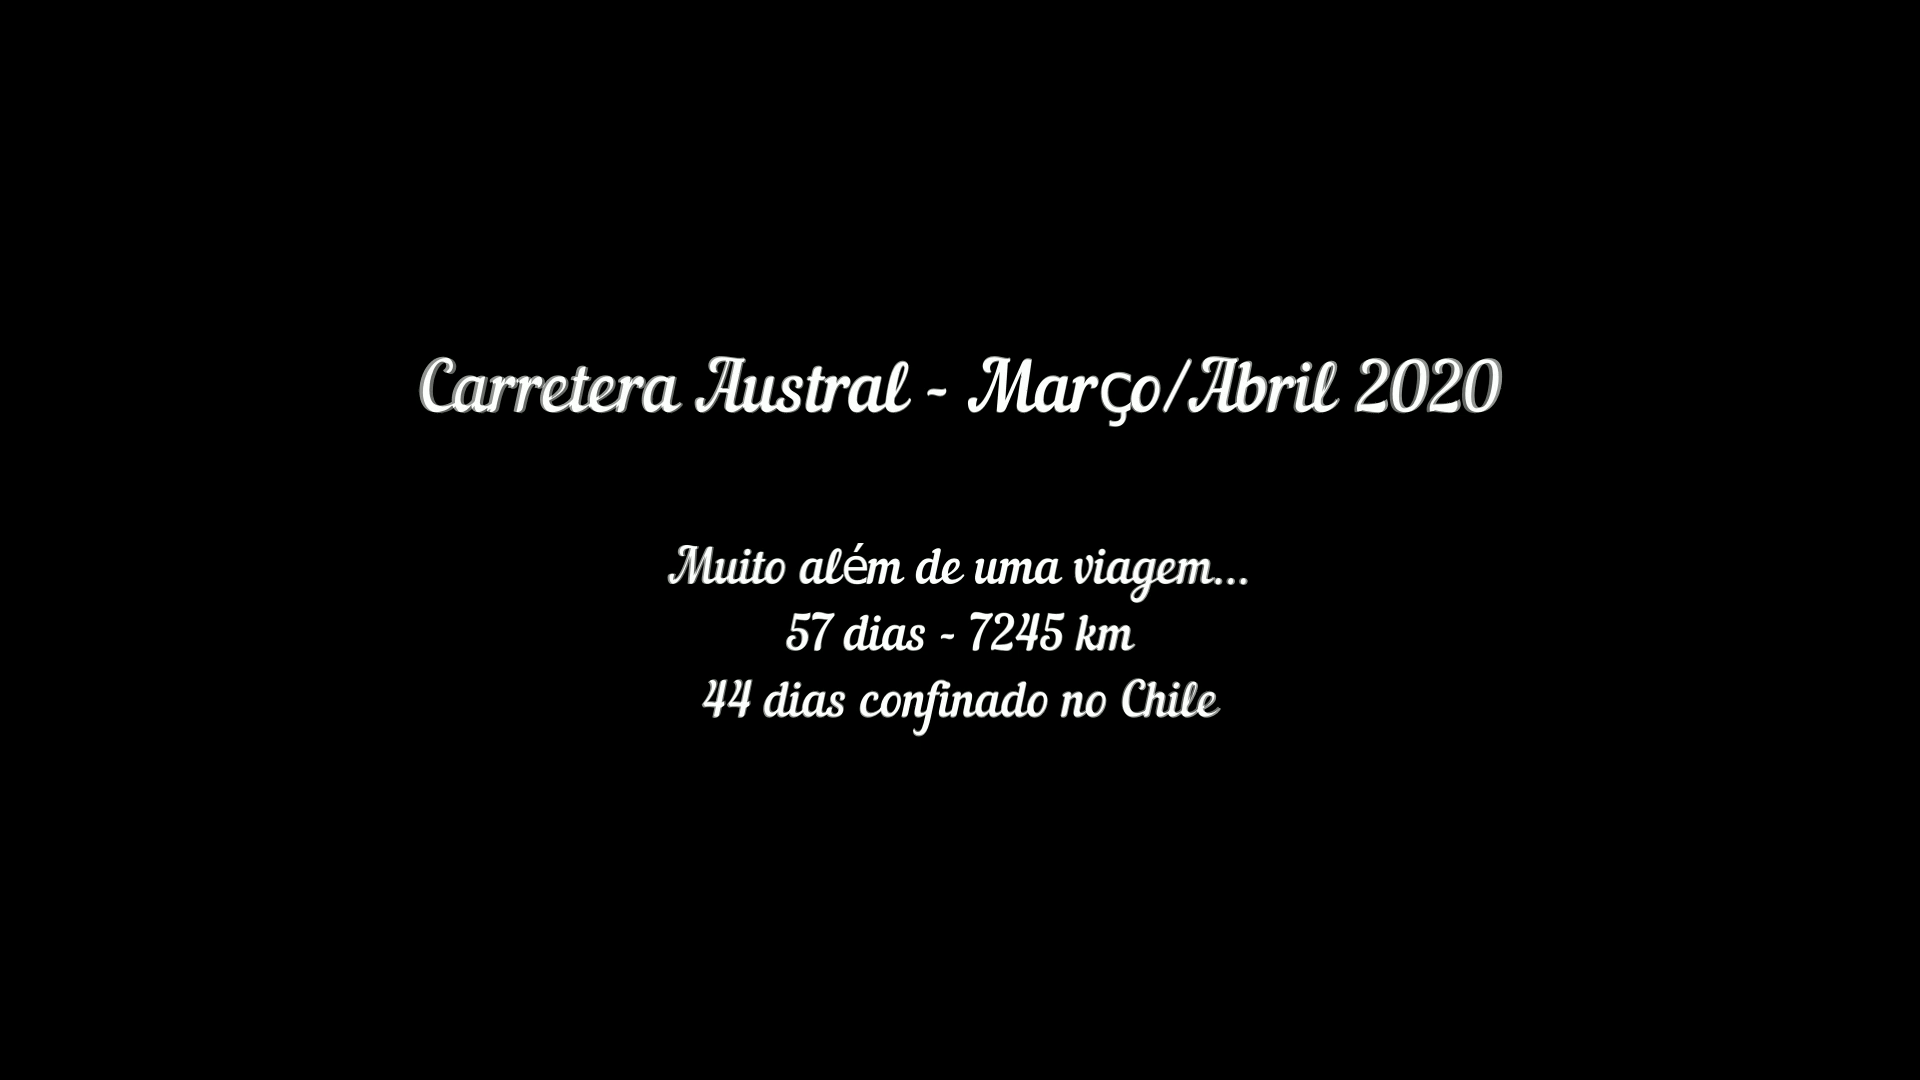 Carretera Austral - Março/Abril 2020
Muito além de uma viagem...
57 dias - 7245 km
44 dias confinado no Chile